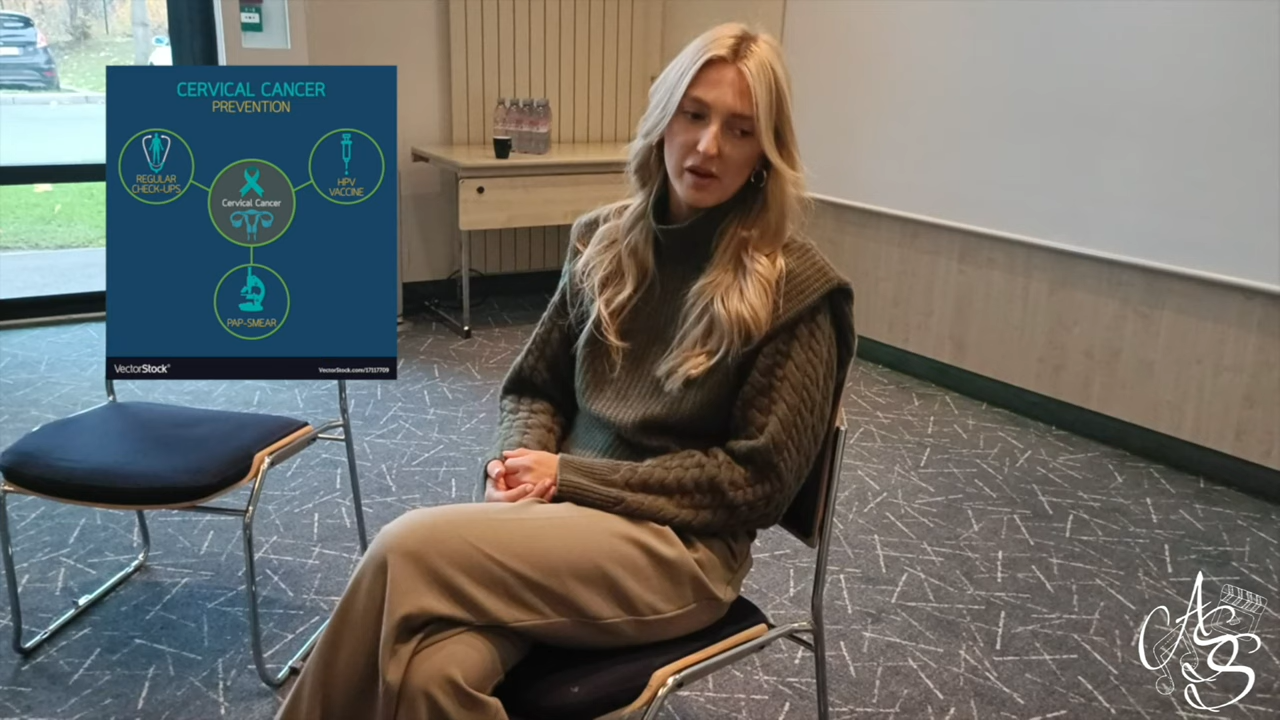 CERVICAL CANCER
PREVENTION
REGULAR
CHECK-UPS
HPV
VACCINE
Cervical Cancer
PAP-SMEAR
VectorStock®
VectorStock.com/17117709